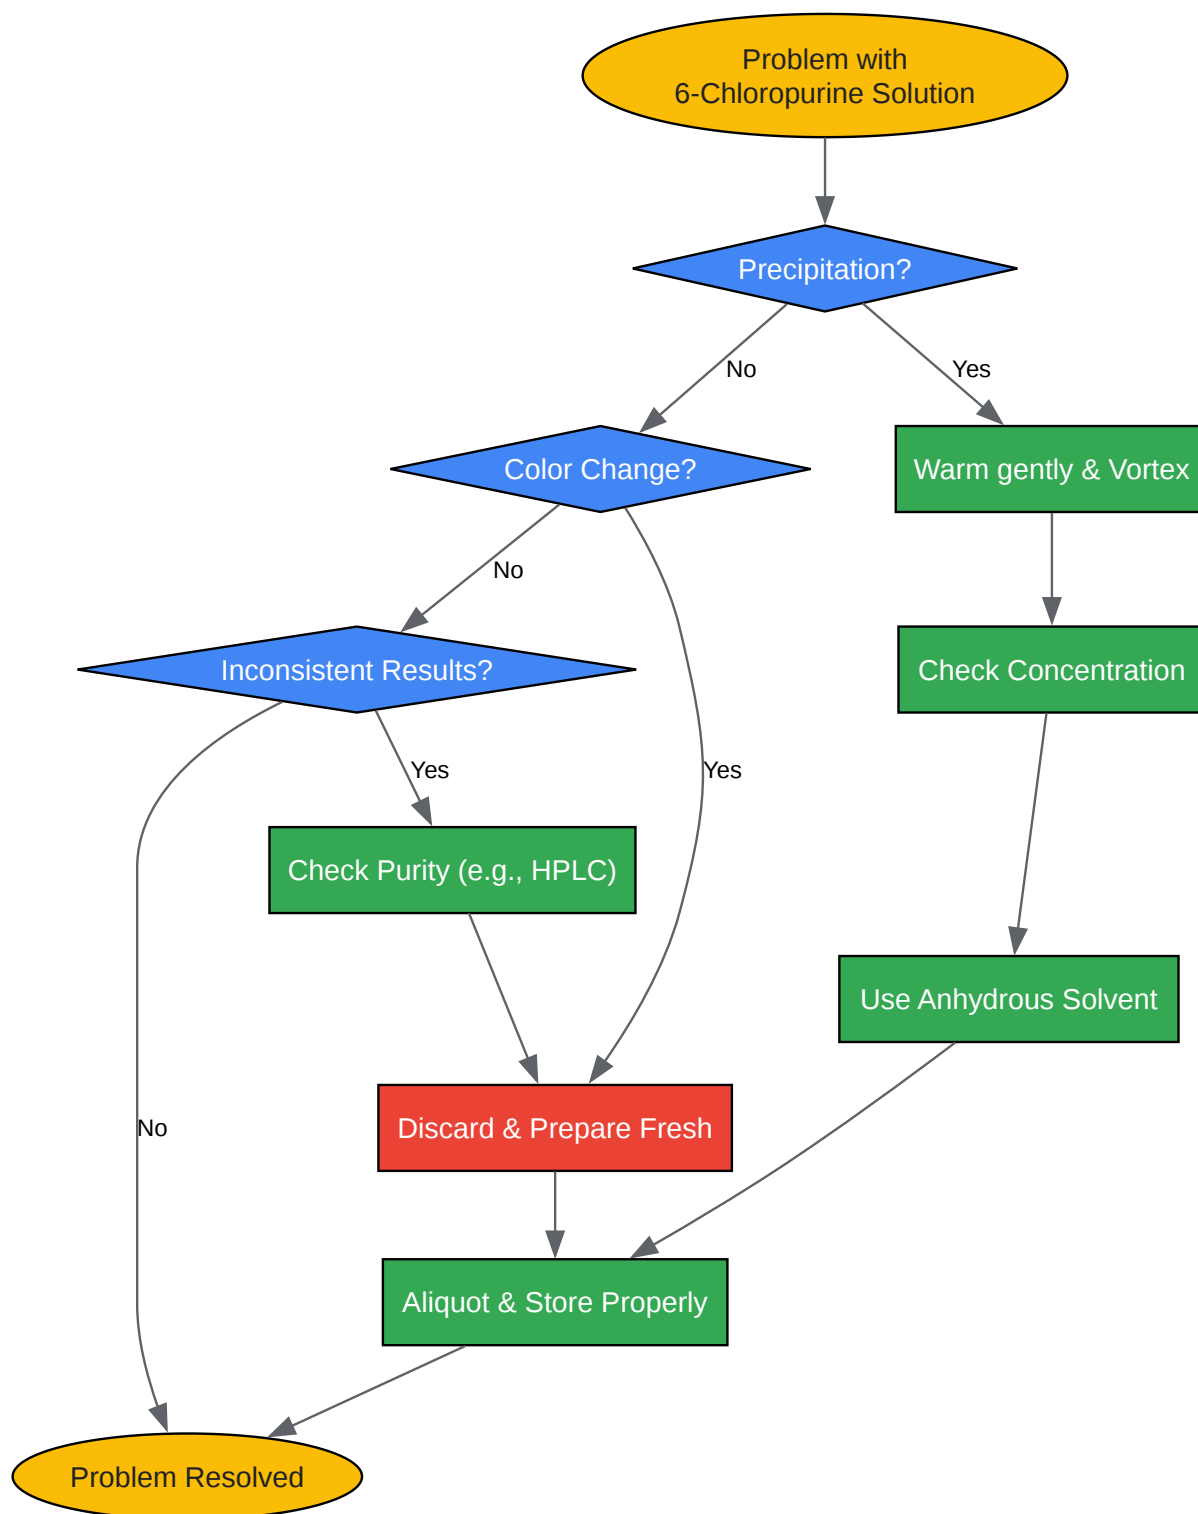 Problem with
6-Chloropurine Solution
Precipitation?
No
Yes
Color Change?
Warm gently & Vortex
No
Inconsistent Results?
Check Concentration
Yes
Yes
Check Purity (e.g., HPLC)
Use Anhydrous Solvent
No
Discard & Prepare Fresh
Aliquot & Store Properly
Problem Resolved